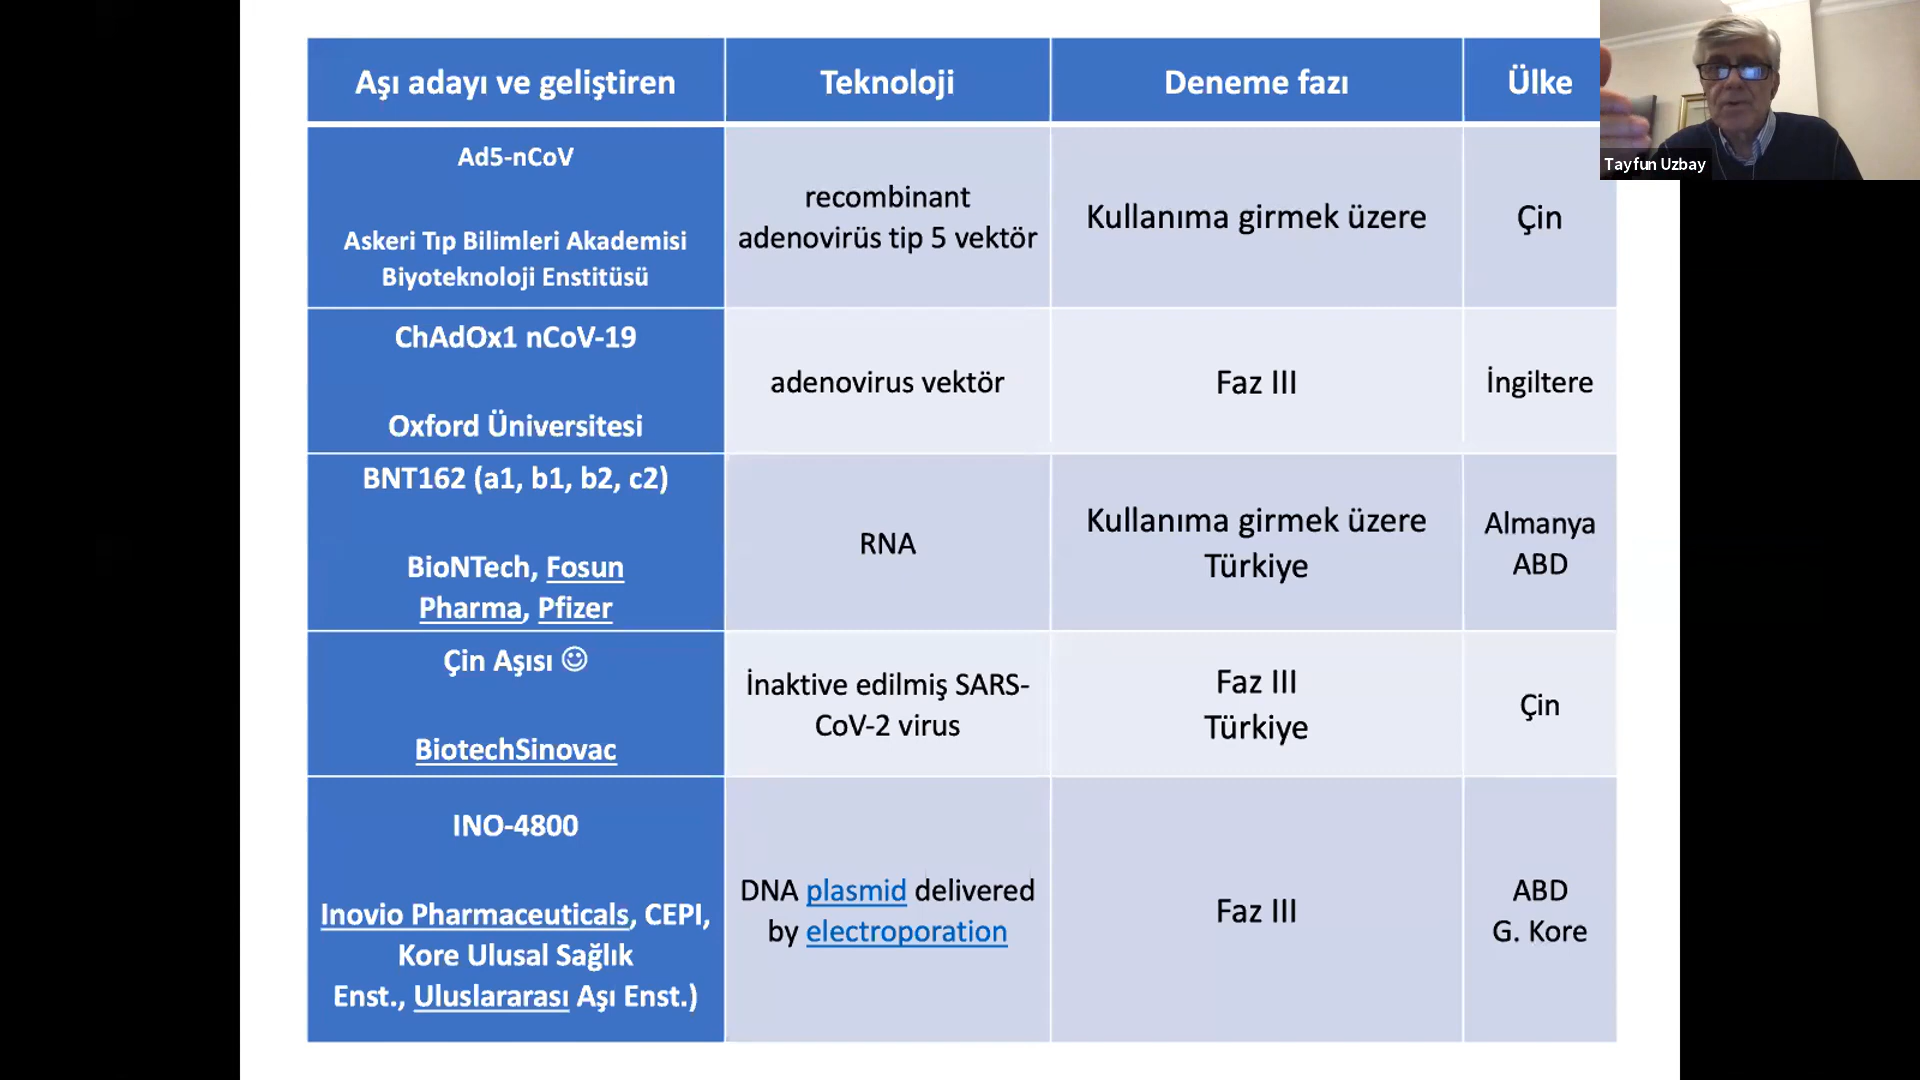 Aşı adayı ve geliştiren
Teknoloji
Deneme fazı
Ülke
Ad5-nCoV
Askeri Tıp Bilimleri Akademisi
Biyoteknoloji Enstitüsü
recombinant
adenovirüs tip 5 vektör
Kullanıma girmek üzere
Çin
ChAdOx1 nCoV-19
Oxford Üniversitesi
adenovirus vektör
Faz III
İngiltere
BNT162 (a1, b1, b2, c2)
BioNTech, Fosun
Pharma, Pfizer
RNA
Kullanıma girmek üzere
Türkiye
Almanya
ABD
Çin Aşısı ☺
BiotechSinovac
İnaktive edilmiş SARS-
CoV-2 virus
Faz III
Türkiye
Çin
INO-4800
Inovio Pharmaceuticals, CEPI,
Kore Ulusal Sağlık
Enst., Uluslararası Aşı Enst.)
DNA plasmid delivered
by electroporation
Faz III
ABD
G. Kore
Tayfun Uzbay